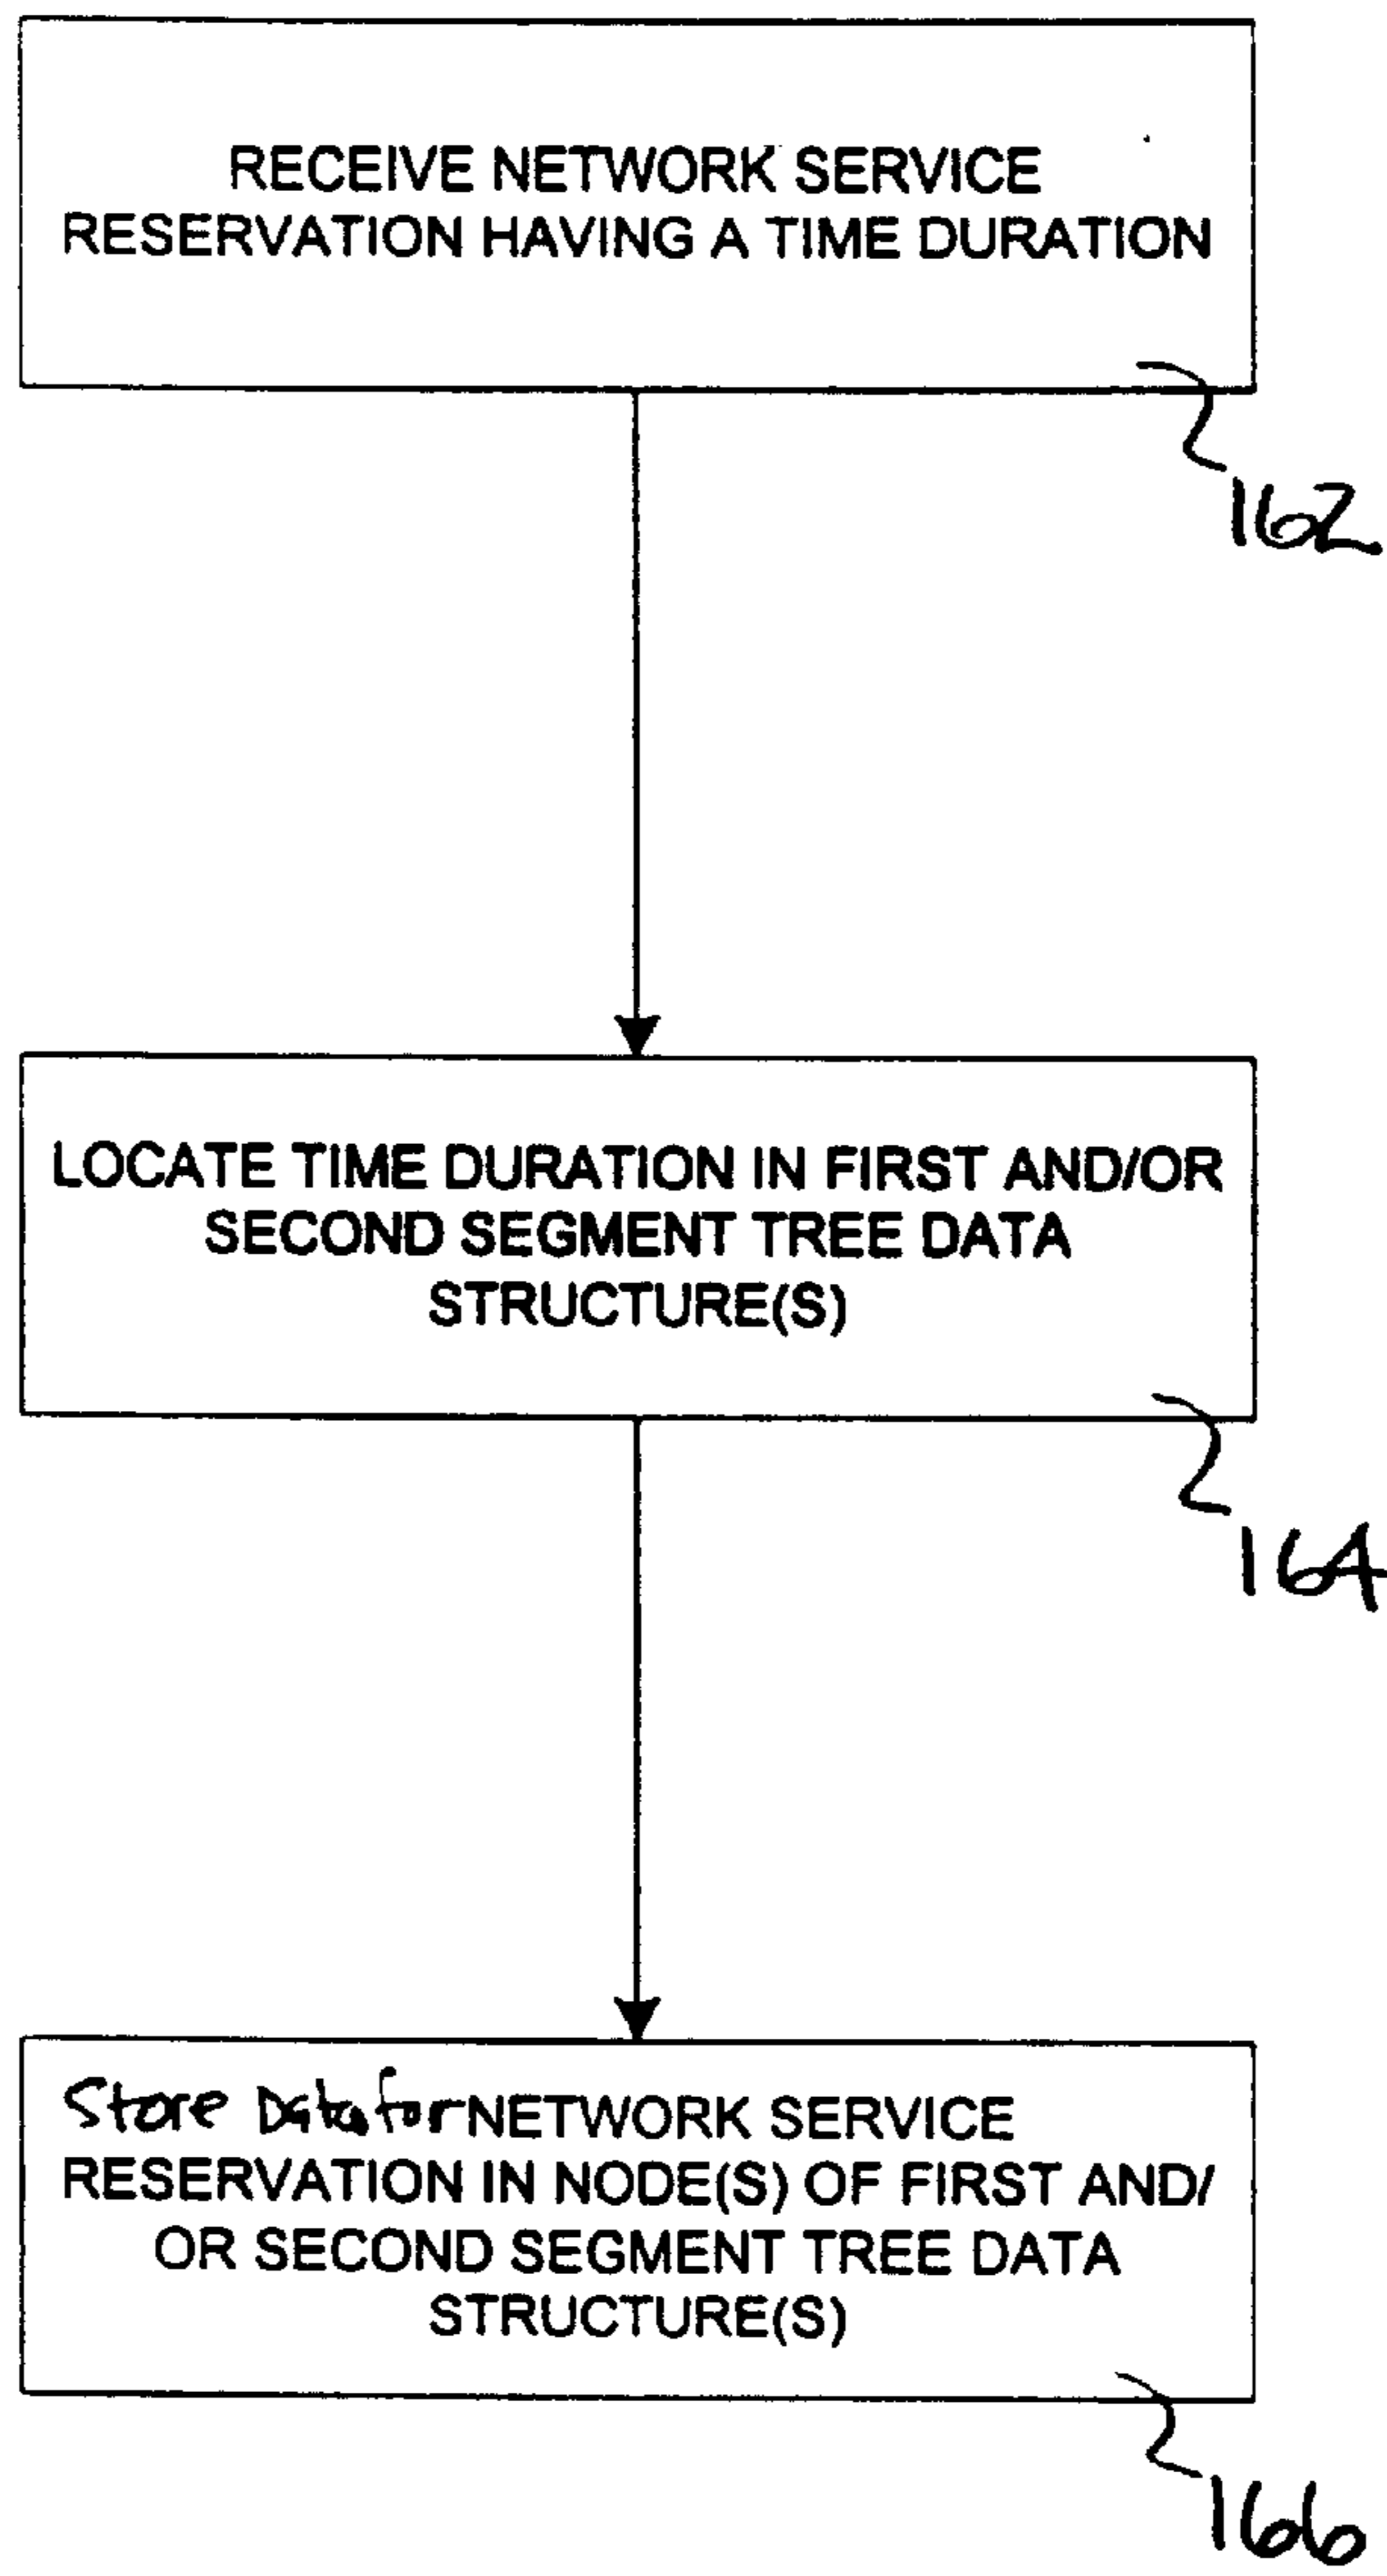 RECEIVE NETWORK SERVICE
RESERVATION HAVING A TIME DURATION
162
LOCATE TIME DURATION IN FIRST AND/OR
SECOND SEGMENT TREE DATA
STRUCTURE(S)
164
Store Data for NETWORK SERVICE
RESERVATION IN NODE(S) OF FIRST AND/
OR SECOND SEGMENT TREE DATA
STRUCTURE(S)
166